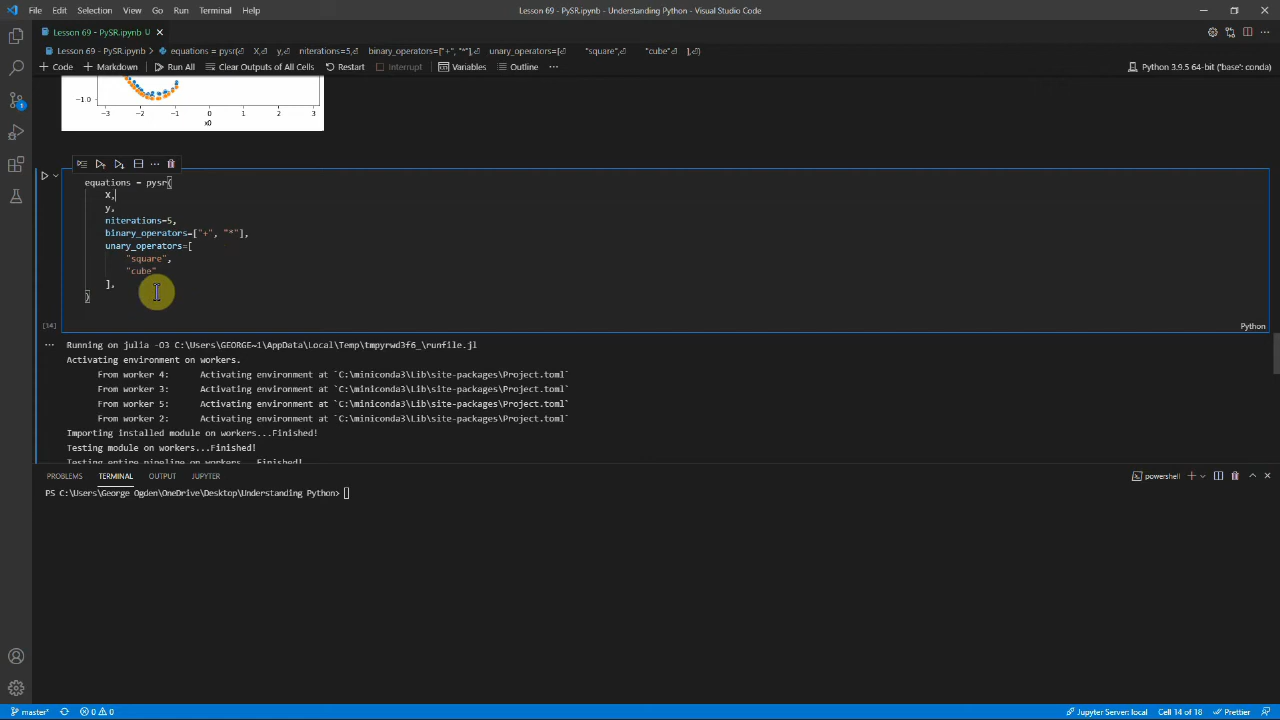 File Edit Selection View Go Run Terminal Help
Lesson 69 - PySR.ipynb - Understanding Python - Visual Studio Code
Lesson 69 - PySR.ipynb
Lesson 69 - PySR.ipynb > equations = pysr( X, y, niterations=5, binary_operators=["+", "*"], unary_operators=[ "square", "cube" ],)
+ Code + Markdown Run All Clear Outputs of All Cells Restart Interrupt Variables Outline ...
Python 3.9.5 64-bit ('base': conda)
−1.0
−3 −2 −1 0 1 2 3
x0
equations = pysr(
X,
y,
niterations=5,
binary_operators=["+", "*"],
unary_operators=[
"square",
"cube"
],
)
[14]
Python
... Running on julia -O3 C:\Users\GEORGE~1\AppData\Local\Temp\tmpyrwd3f6_\runfile.jl
Activating environment on workers.
From worker 4: Activating environment at `C:\miniconda3\Lib\site-packages\Project.toml`
From worker 3: Activating environment at `C:\miniconda3\Lib\site-packages\Project.toml`
From worker 5: Activating environment at `C:\miniconda3\Lib\site-packages\Project.toml`
From worker 2: Activating environment at `C:\miniconda3\Lib\site-packages\Project.toml`
Importing installed module on workers...Finished!
Testing module on workers...Finished!
Testing entire pipeline on workers...Finished!
PROBLEMS TERMINAL OUTPUT JUPYTER
powershell
PS C:\Users\George Ogden\OneDrive\Desktop\Understanding Python>
master* 0 0
Jupyter Server: local Cell 14 of 18 Prettier